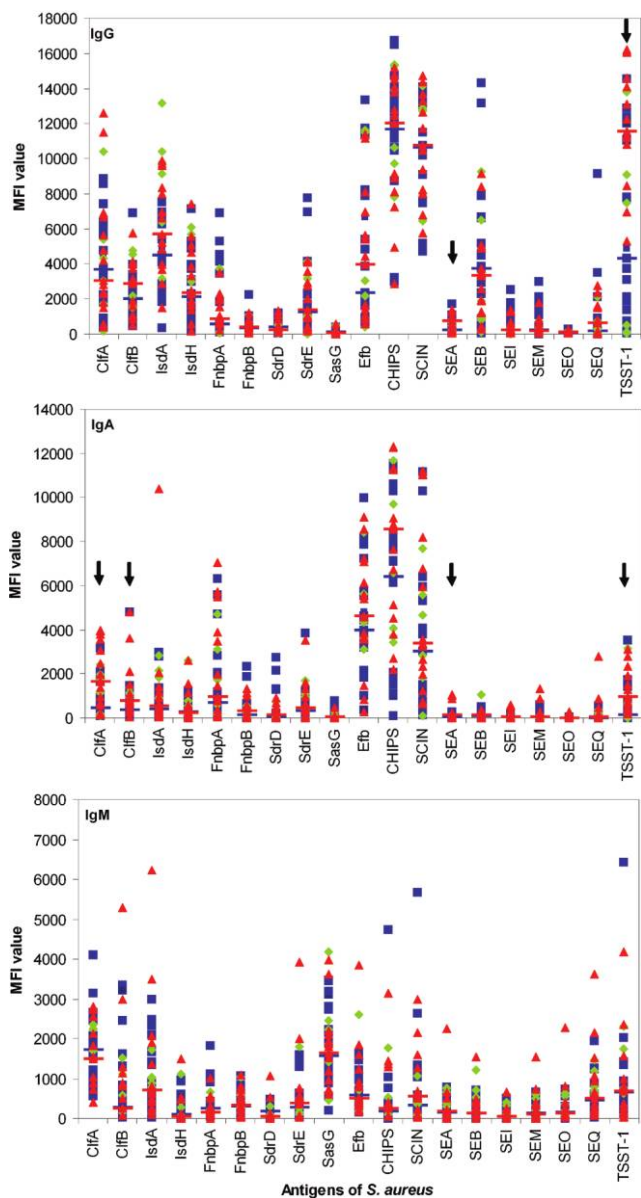 IgG
18000
16000
14000
12000
10000
8000
6000
4000
2000
0
MFI value
ClfA
ClfB
IsdA
IsdH
FnbpA
FnbpB
SdrD
SdrE
SasG
Efb
CHIPS
SCIN
SEA
SEB
SEI
SEM
SEO
SEQ
TSST-1
IgA
14000
12000
10000
8000
6000
4000
2000
0
MFI value
ClfA
ClfB
IsdA
IsdH
FnbpA
FnbpB
SdrD
SdrE
SasG
Efb
CHIPS
SCIN
SEA
SEB
SEI
SEM
SEO
SEQ
TSST-1
IgM
8000
7000
6000
5000
4000
3000
2000
1000
0
MFI value
ClfA
ClfB
IsdA
IsdH
FnbpA
FnbpB
SdrD
SdrE
SasG
Efb
CHIPS
SCIN
SEA
SEB
SEI
SEM
SEO
SEQ
TSST-1
Antigens of S. aureus